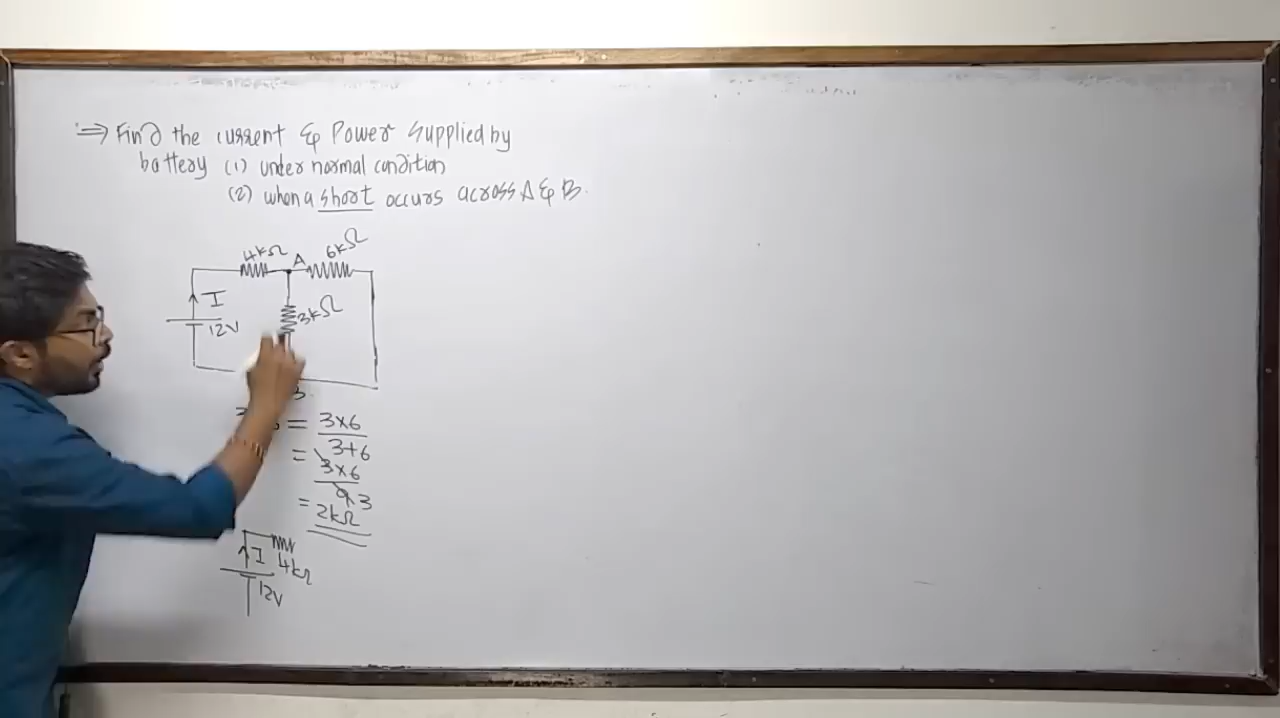 ⇒ Find the current & Power supplied by
battery (1) under normal condition
(2) when a short occurs across A & B.
4kΩ
A
6kΩ
I
3kΩ
12V
B
3
= 3×6
3+6
= 3×6
9 3
= 2kΩ
I
4kΩ
12V